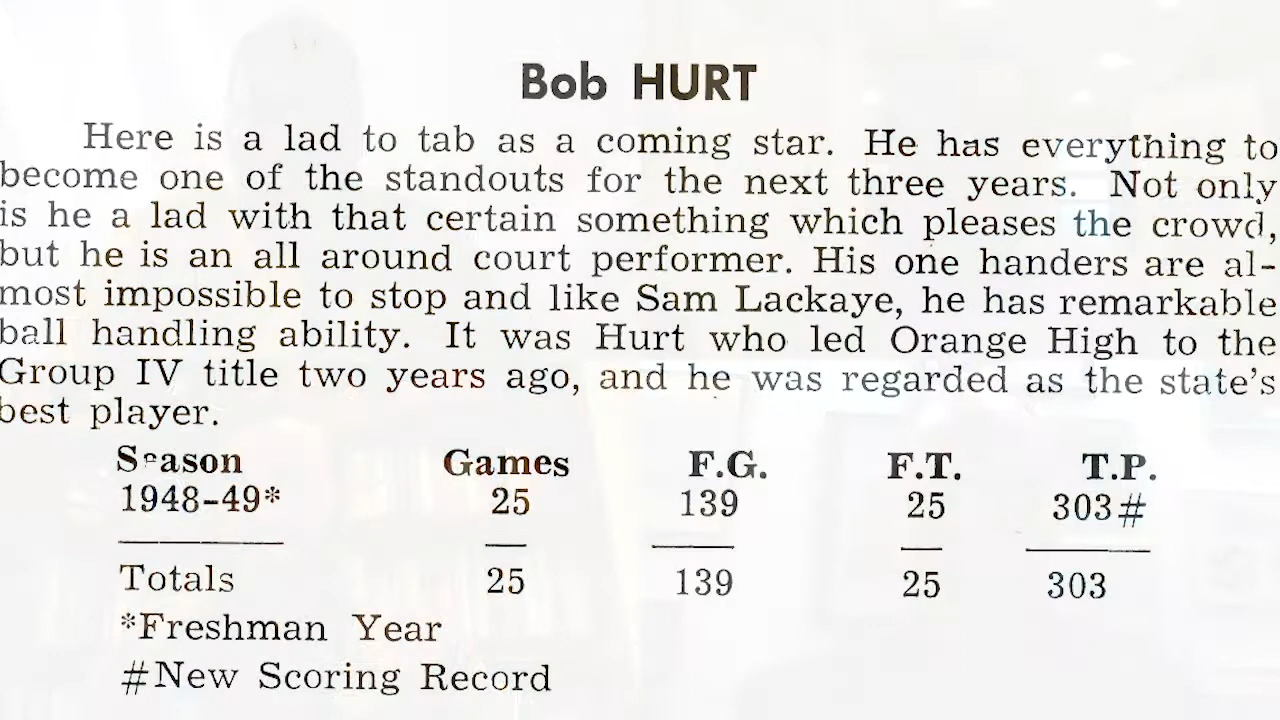 Bob HURT
Here is a lad to tab as a coming star. He has everything to
become one of the standouts for the next three years. Not only
is he a lad with that certain something which pleases the crowd,
but he is an all around court performer. His one handers are al-
most impossible to stop and like Sam Lackaye, he has remarkable
ball handling ability. It was Hurt who led Orange High to the
Group IV title two years ago, and he was regarded as the state's
best player.
Season Games F.G. F.T. T.P.
1948-49* 25 139 25 303#
Totals 25 139 25 303
*Freshman Year
#New Scoring Record